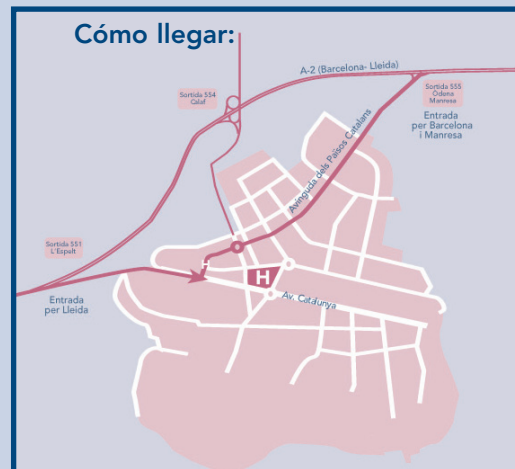 Cómo llegar:
A-2 (Barcelona- Lleida)
Sortida 554
Calaf
Sortida 555
Òdena
Manresa
Entrada
per Barcelona
i Manresa
Avinguda dels Països Catalans
Sortida 551
L'Espelt
H
H
Entrada
per Lleida
Av. Catalunya